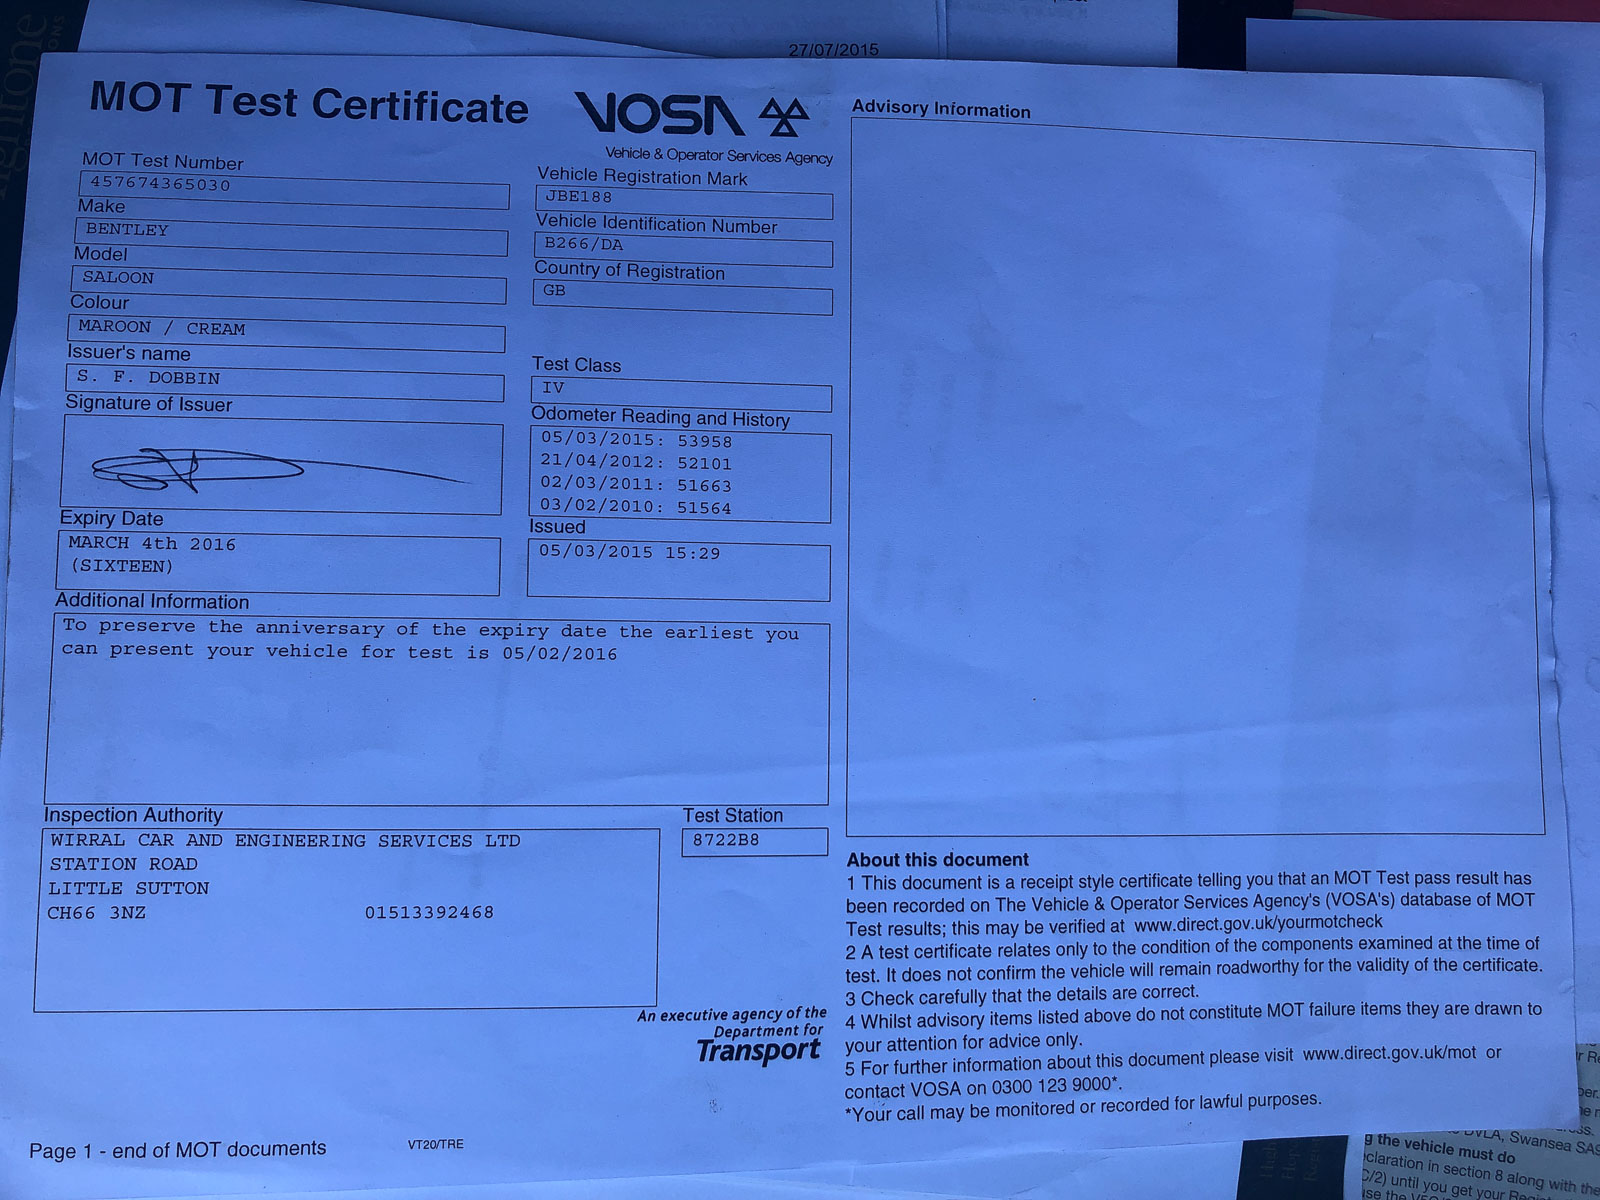 27/07/2015
MOT Test Certificate
VOSA
Vehicle & Operator Services Agency
MOT Test Number
457674365030
Make
BENTLEY
Model
SALOON
Colour
MAROON / CREAM
Issuer's name
S. F. DOBBIN
Signature of Issuer
Expiry Date
MARCH 4th 2016
(SIXTEEN)
Vehicle Registration Mark
JBE188
Vehicle Identification Number
B266/DA
Country of Registration
GB
Test Class
IV
Odometer Reading and History
05/03/2015: 53958
21/04/2012: 52101
02/03/2011: 51663
03/02/2010: 51564
Issued
05/03/2015 15:29
Additional Information
To preserve the anniversary of the expiry date the earliest you
can present your vehicle for test is 05/02/2016
Inspection Authority
WIRRAL CAR AND ENGINEERING SERVICES LTD
STATION ROAD
LITTLE SUTTON
CH66 3NZ 01513392468
Test Station
8722B8
An executive agency of the
Department for
Transport
Page 1 - end of MOT documents
VT20/TRE
Advisory Information
About this document
1 This document is a receipt style certificate telling you that an MOT Test pass result has
been recorded on The Vehicle & Operator Services Agency's (VOSA's) database of MOT
Test results; this may be verified at www.direct.gov.uk/yourmotcheck
2 A test certificate relates only to the condition of the components examined at the time of
test. It does not confirm the vehicle will remain roadworthy for the validity of the certificate.
3 Check carefully that the details are correct.
4 Whilst advisory items listed above do not constitute MOT failure items they are drawn to
your attention for advice only.
5 For further information about this document please visit www.direct.gov.uk/mot or
contact VOSA on 0300 123 9000*.
*Your call may be monitored or recorded for lawful purposes.
DVLA, Swansea
the vehicle must do
in section 8 along with the
until you get your